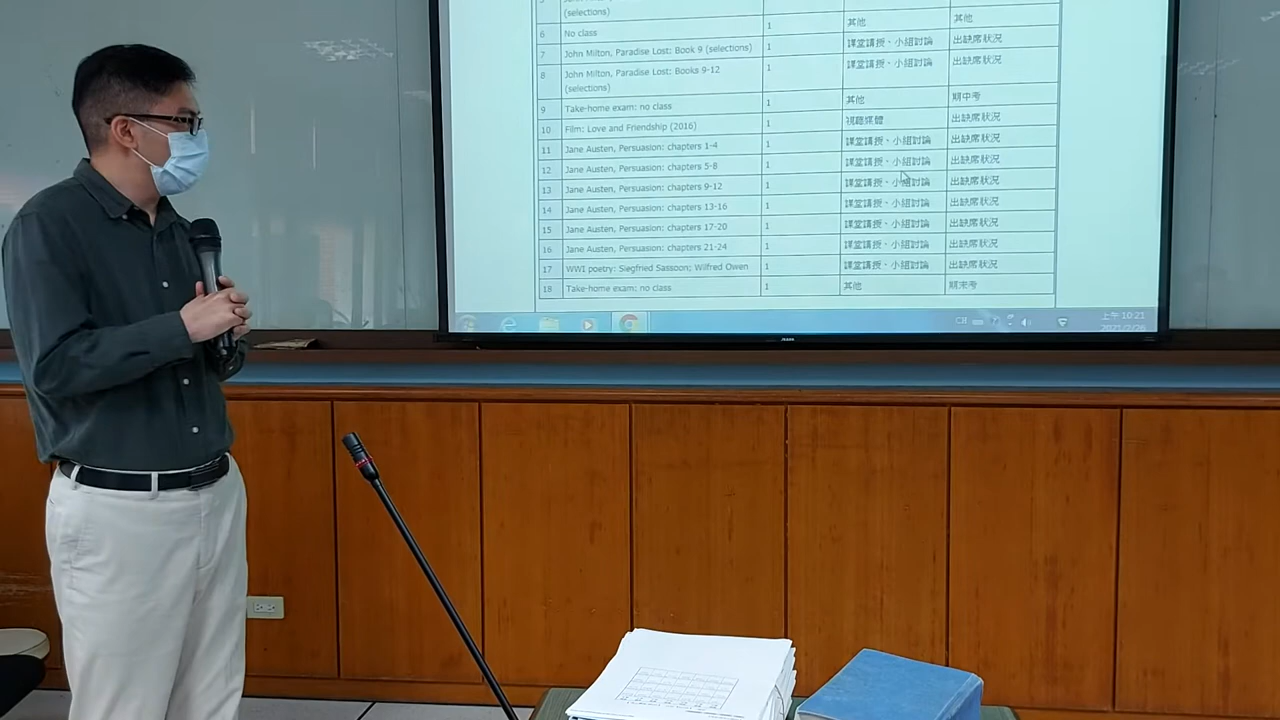 (selections)
6 No class 1 其他 其他
7 John Milton, Paradise Lost: Book 9 (selections) 1 課堂講授、小組討論 出缺席狀況
8 John Milton, Paradise Lost: Books 9-12 1 課堂講授、小組討論 出缺席狀況
(selections)
9 Take-home exam: no class 1 其他 期中考
10 Film: Love and Friendship (2016) 1 視聽媒體 出缺席狀況
11 Jane Austen, Persuasion: chapters 1-4 1 課堂講授、小組討論 出缺席狀況
12 Jane Austen, Persuasion: chapters 5-8 1 課堂講授、小組討論 出缺席狀況
13 Jane Austen, Persuasion: chapters 9-12 1 課堂講授、小組討論 出缺席狀況
14 Jane Austen, Persuasion: chapters 13-16 1 課堂講授、小組討論 出缺席狀況
15 Jane Austen, Persuasion: chapters 17-20 1 課堂講授、小組討論 出缺席狀況
16 Jane Austen, Persuasion: chapters 21-24 1 課堂講授、小組討論 出缺席狀況
17 WWI poetry: Siegfried Sassoon; Wilfred Owen 1 課堂講授、小組討論 出缺席狀況
18 Take-home exam: no class 1 其他 期末考
CH 上午 10:21
2021/2/26